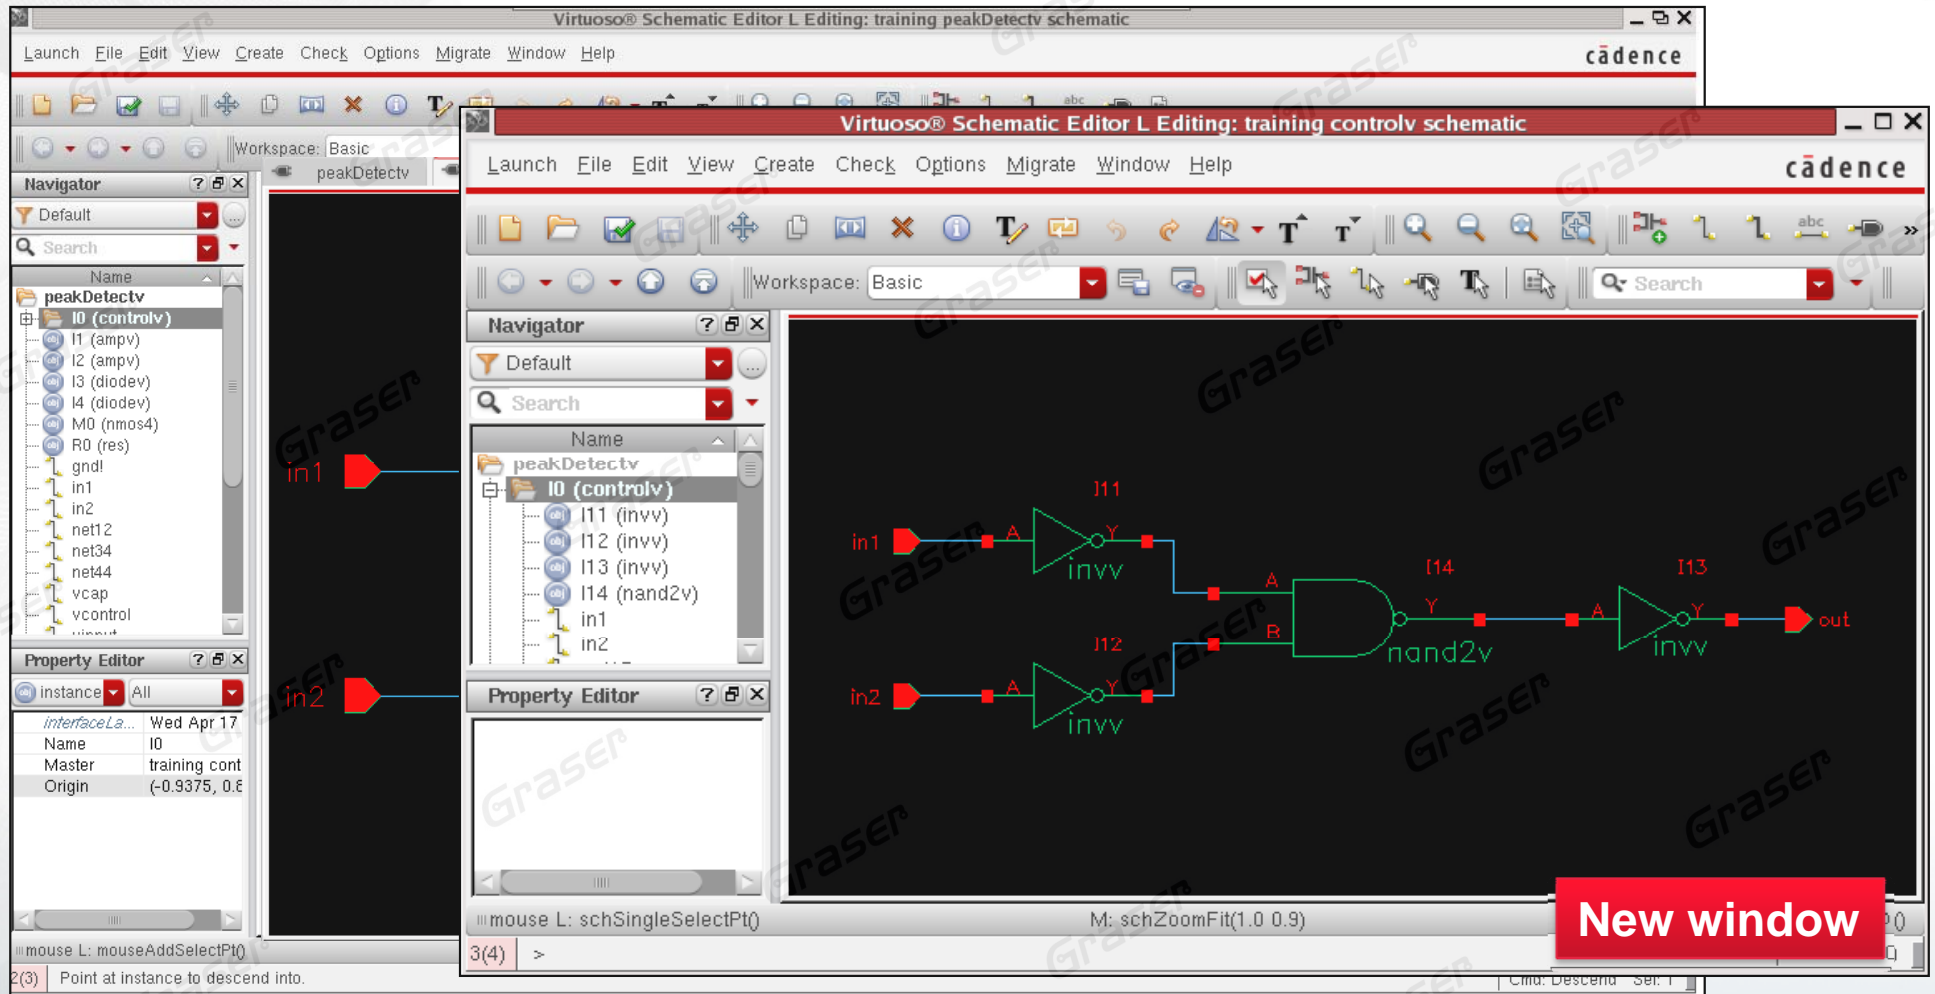 Virtuoso® Schematic Editor L Editing: training peakDetectv schematic
Launch File Edit View Create Check Options Migrate Window Help
cādence
Workspace: Basic
peakDetectv
Navigator
Default
Search
Name
peakDetectv
I0 (controlv)
I1 (ampv)
I2 (ampv)
I3 (diodev)
I4 (diodev)
M0 (nmos4)
R0 (res)
gnd!
in1
in2
net12
net34
net44
vcap
vcontrol
Property Editor
instance All
interfaceLa... Wed Apr 17
Name I0
Master training cont
Origin (-0.9375, 0.8
in1
in2
mouse L: mouseAddSelectPt()
2(3) Point at instance to descend into.
Cmd: Descend Sel: 1
Virtuoso® Schematic Editor L Editing: training controlv schematic
Launch File Edit View Create Check Options Migrate Window Help
cādence
abc
Workspace: Basic
Search
Navigator
Default
Search
Name
peakDetectv
I0 (controlv)
I11 (invv)
I12 (invv)
I13 (invv)
I14 (nand2v)
in1
in2
Property Editor
I11
in1 A Y
invv
I14
I13
A
B
Y
A Y
out
nand2v
invv
I12
in2 A Y
invv
mouse L: schSingleSelectPt()
M: schZoomFit(1.0 0.9)
3(4) >
New window
Graser